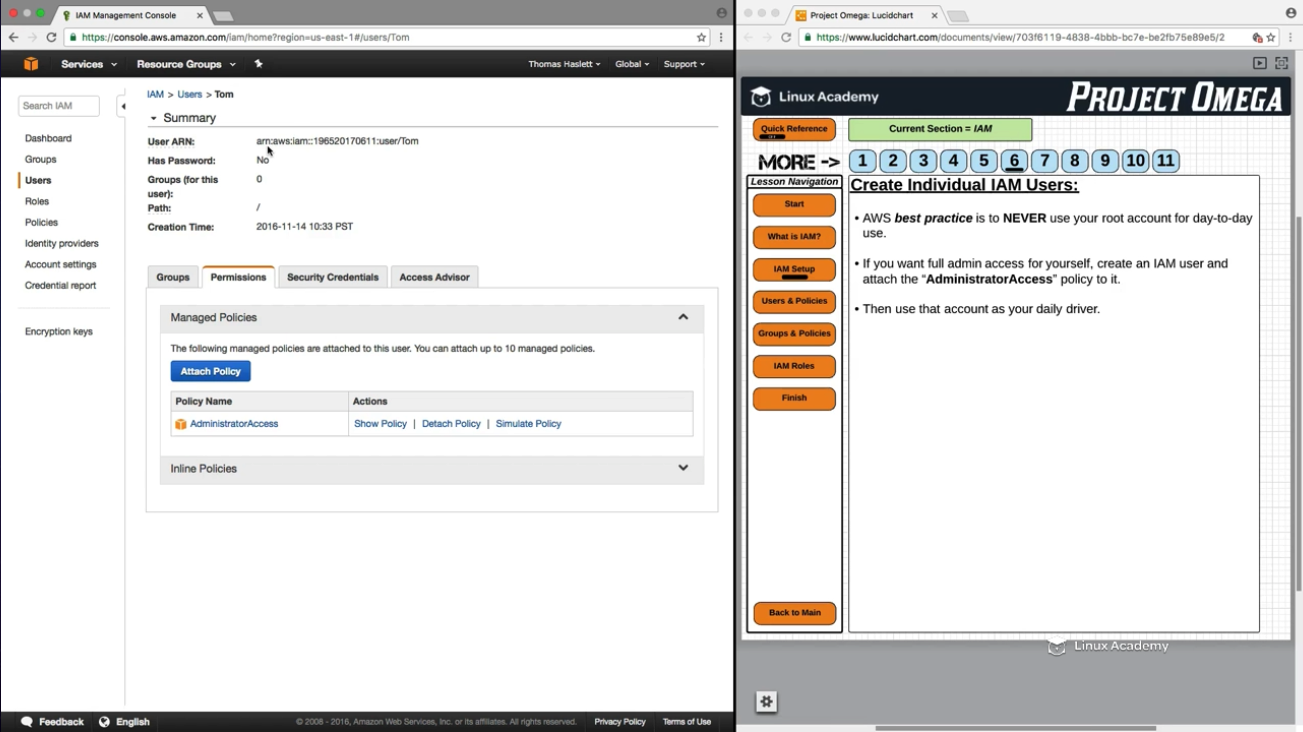 IAM Management Console
https://console.aws.amazon.com/iam/home?region=us-east-1#/users/Tom
Services
Resource Groups
Thomas Haslett
Global
Support
Search IAM
Dashboard
Groups
Users
Roles
Policies
Identity providers
Account settings
Credential report
Encryption keys
IAM > Users > Tom
Summary
User ARN: arn:aws:iam::196520170611:user/Tom
Has Password: No
Groups (for this 0
user):
Path: /
Creation Time: 2016-11-14 10:33 PST
Groups
Permissions
Security Credentials
Access Advisor
Managed Policies
The following managed policies are attached to this user. You can attach up to 10 managed policies.
Attach Policy
Policy Name Actions
AdministratorAccess Show Policy | Detach Policy | Simulate Policy
Inline Policies
Feedback
English
© 2008 - 2016, Amazon Web Services, Inc. or its affiliates. All rights reserved.
Privacy Policy
Terms of Use
Project Omega: Lucidchart
https://www.lucidchart.com/documents/view/703f6119-4838-4bbb-bc7e-be2fb75e89e5/2
Linux Academy
PROJECT OMEGA
Quick Reference
Current Section = IAM
MORE -> 1 2 3 4 5 6 7 8 9 10 11
Lesson Navigation
Start
What is IAM?
IAM Setup
Users & Policies
Groups & Policies
IAM Roles
Finish
Back to Main
Create Individual IAM Users:
• AWS best practice is to NEVER use your root account for day-to-day
use.
• If you want full admin access for yourself, create an IAM user and
attach the “AdministratorAccess” policy to it.
• Then use that account as your daily driver.
Linux Academy